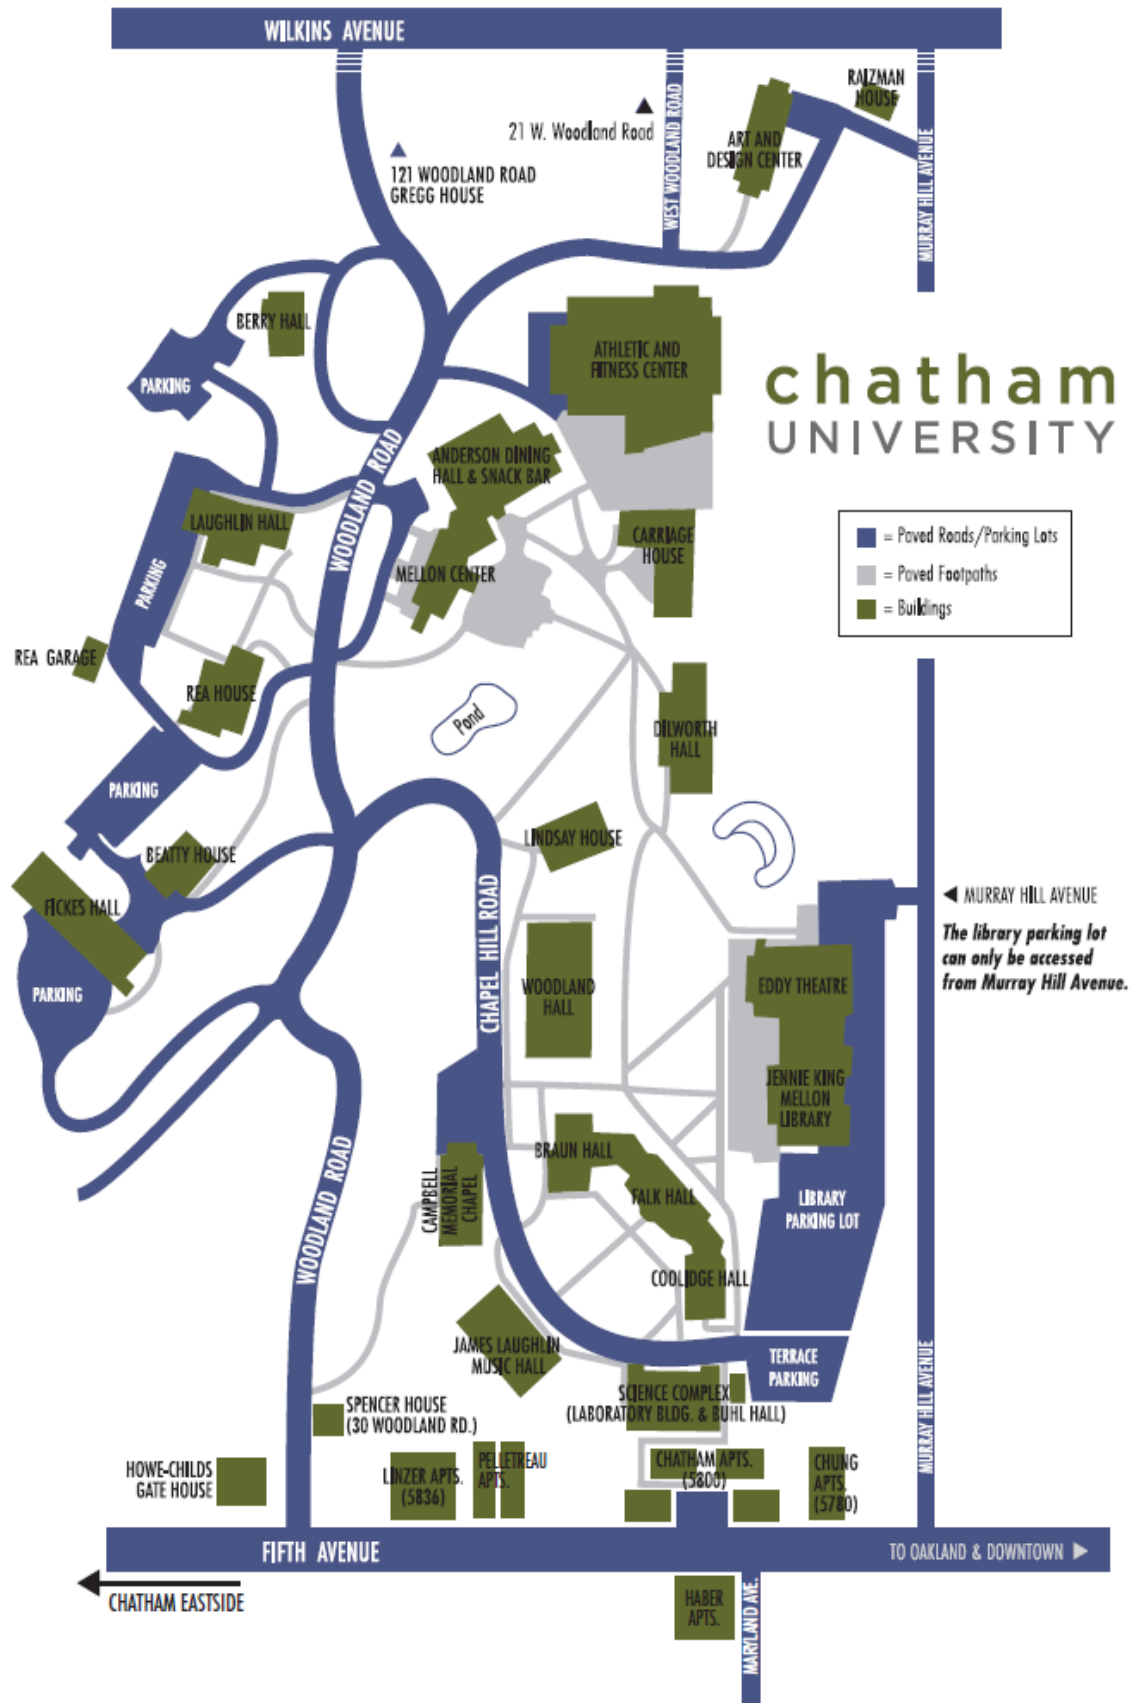 WILKINS AVENUE
RAIZMAN
HOUSE
21 W. Woodland Road
WEST WOODLAND ROAD
ART AND
DESIGN CENTER
MURRAY HILL AVENUE
121 WOODLAND ROAD
GREGG HOUSE
BERRY HALL
PARKING
ATHLETIC AND
FITNESS CENTER
chatham
UNIVERSITY
WOODLAND ROAD
ANDERSON DINING
HALL & SNACK BAR
LAUGHLIN HALL
CARRIAGE
HOUSE
= Paved Roads/Parking Lots
= Paved Footpaths
= Buildings
MELLON CENTER
PARKING
REA GARAGE
REA HOUSE
Pond
DILWORTH
HALL
PARKING
LINDSAY HOUSE
BEATTY HOUSE
FICKES HALL
MURRAY HILL AVENUE
The library parking lot
can only be accessed
from Murray Hill Avenue.
CHAPEL HILL ROAD
PARKING
WOODLAND
HALL
EDDY THEATRE
JENNIE KING
MELLON
LIBRARY
BRAUN HALL
WOODLAND ROAD
CAMPBELL
MEMORIAL
CHAPEL
FALK HALL
LIBRARY
PARKING LOT
COOLIDGE HALL
JAMES LAUGHLIN
MUSIC HALL
TERRACE
PARKING
MURRAY HILL AVENUE
SCIENCE COMPLEX
(LABORATORY BLDG. & BUHL HALL)
SPENCER HOUSE
(30 WOODLAND RD.)
HOWE-CHILDS
GATE HOUSE
LINZER APTS.
(5836)
PELLETREAU
APTS.
CHATHAM APTS.
(5800)
CHUNG
APTS.
(5780)
FIFTH AVENUE
TO OAKLAND & DOWNTOWN
CHATHAM EASTSIDE
HABER
APTS.
MARYLAND AVE.